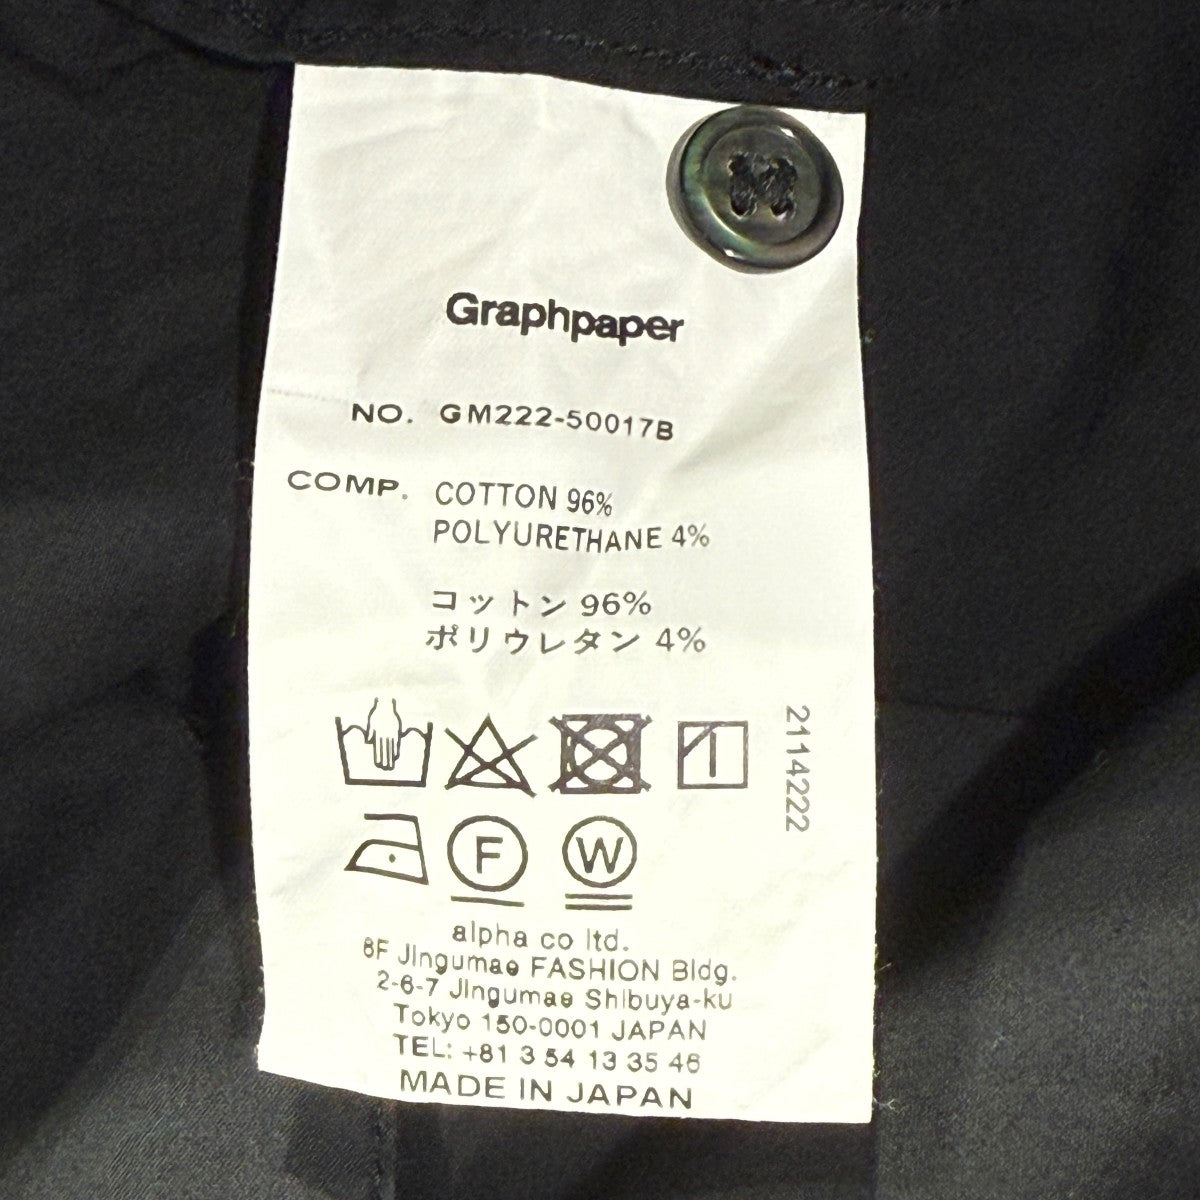 Graphpaper
NO. GM222-50017B
COMP. COTTON 96%
POLYURETHANE 4%
コットン 96%
ポリウレタン 4%
2114222
F
W
alpha co ltd.
6F Jingumae FASHION Bldg.
2-6-7 Jingumae Shibuya-ku
Tokyo 150-0001 JAPAN
TEL: +81 3 54 13 35 46
MADE IN JAPAN